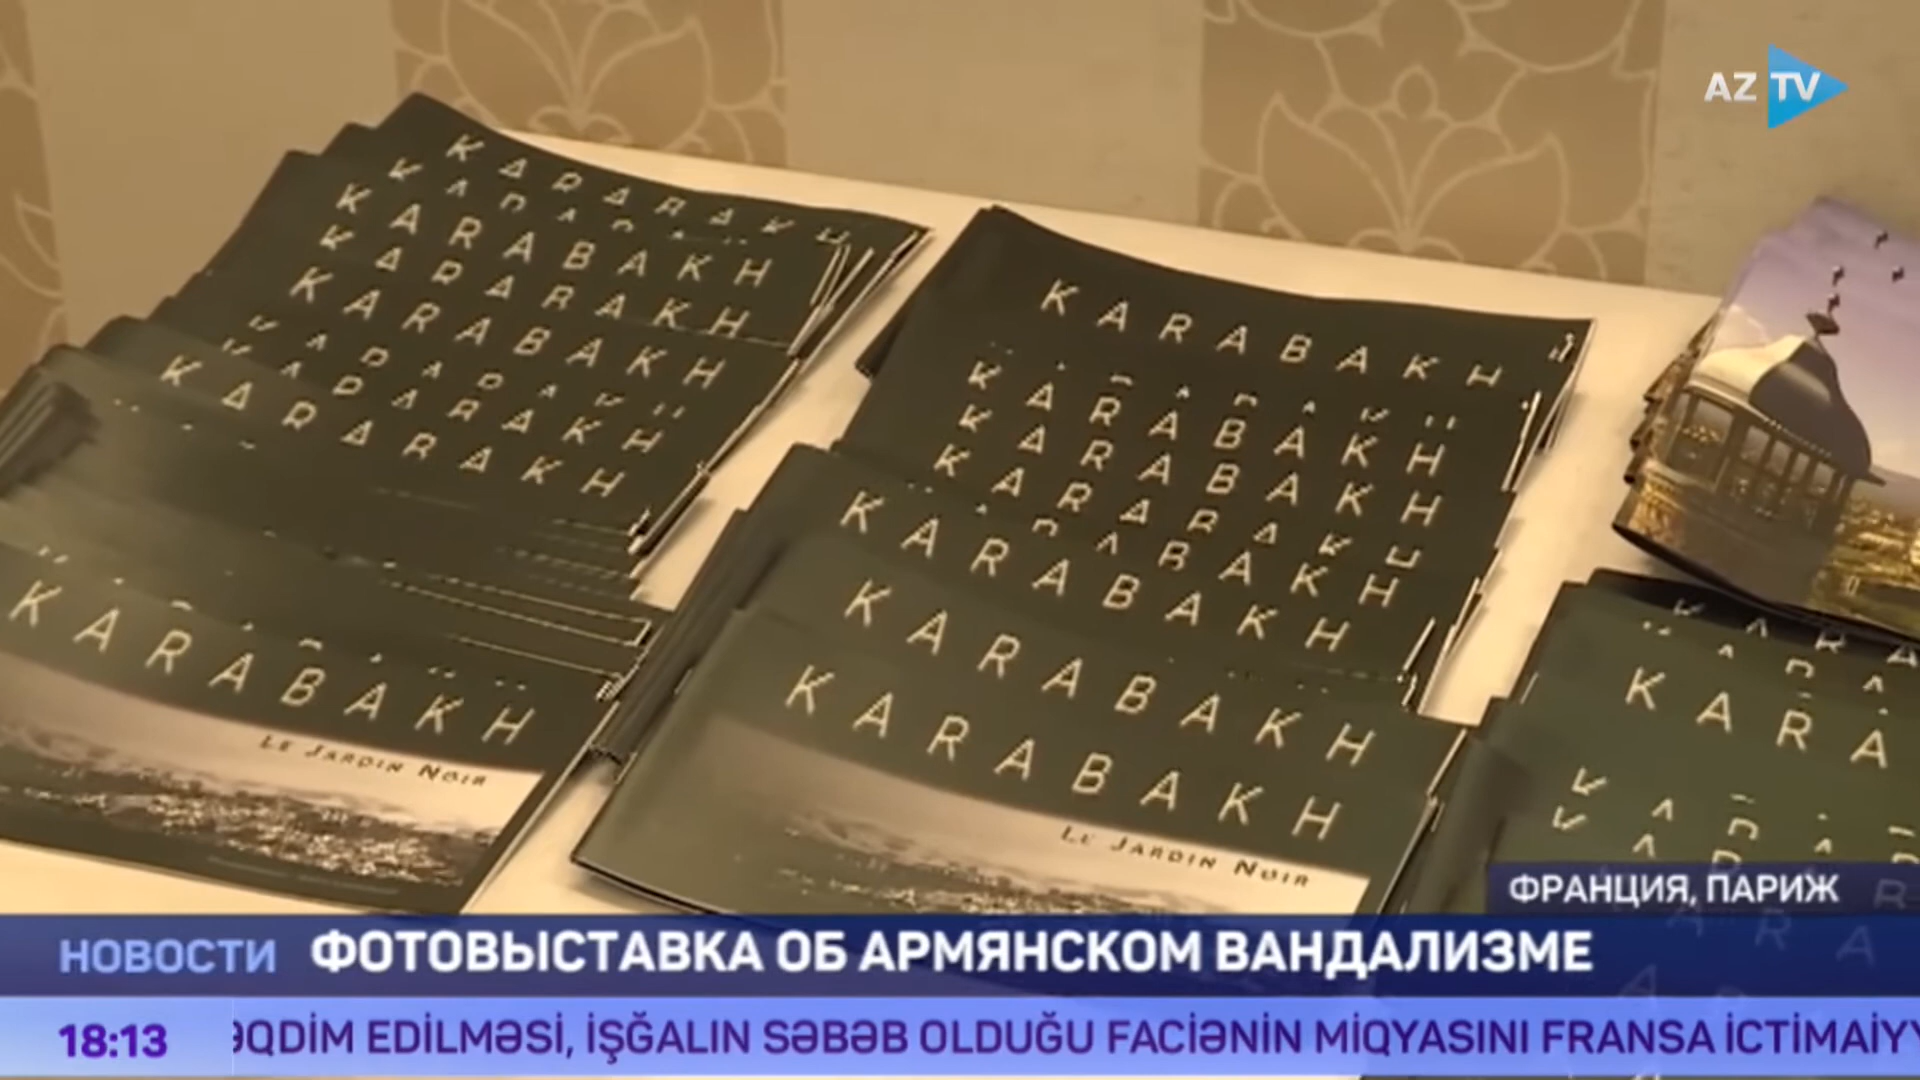 AZ TV
KARABAKH
KARABAKH
KARABAKH
KARABAKH
LE JARDIN NOIR
KARABAKH
KARABAKH
KARABAKH
KARABAKH
KARABAKH
KARABAKH
LE JARDIN NOIR
ФРАНЦИЯ, ПАРИЖ
НОВОСТИ ФОТОВЫСТАВКА ОБ АРМЯНСКОМ ВАНДАЛИЗМЕ
18:13 ƏQDİM EDİLMƏSİ, İŞĞALIN SƏBƏB OLDUĞU FACİƏNİN MİQYASINI FRANSA İCTİMAİYY